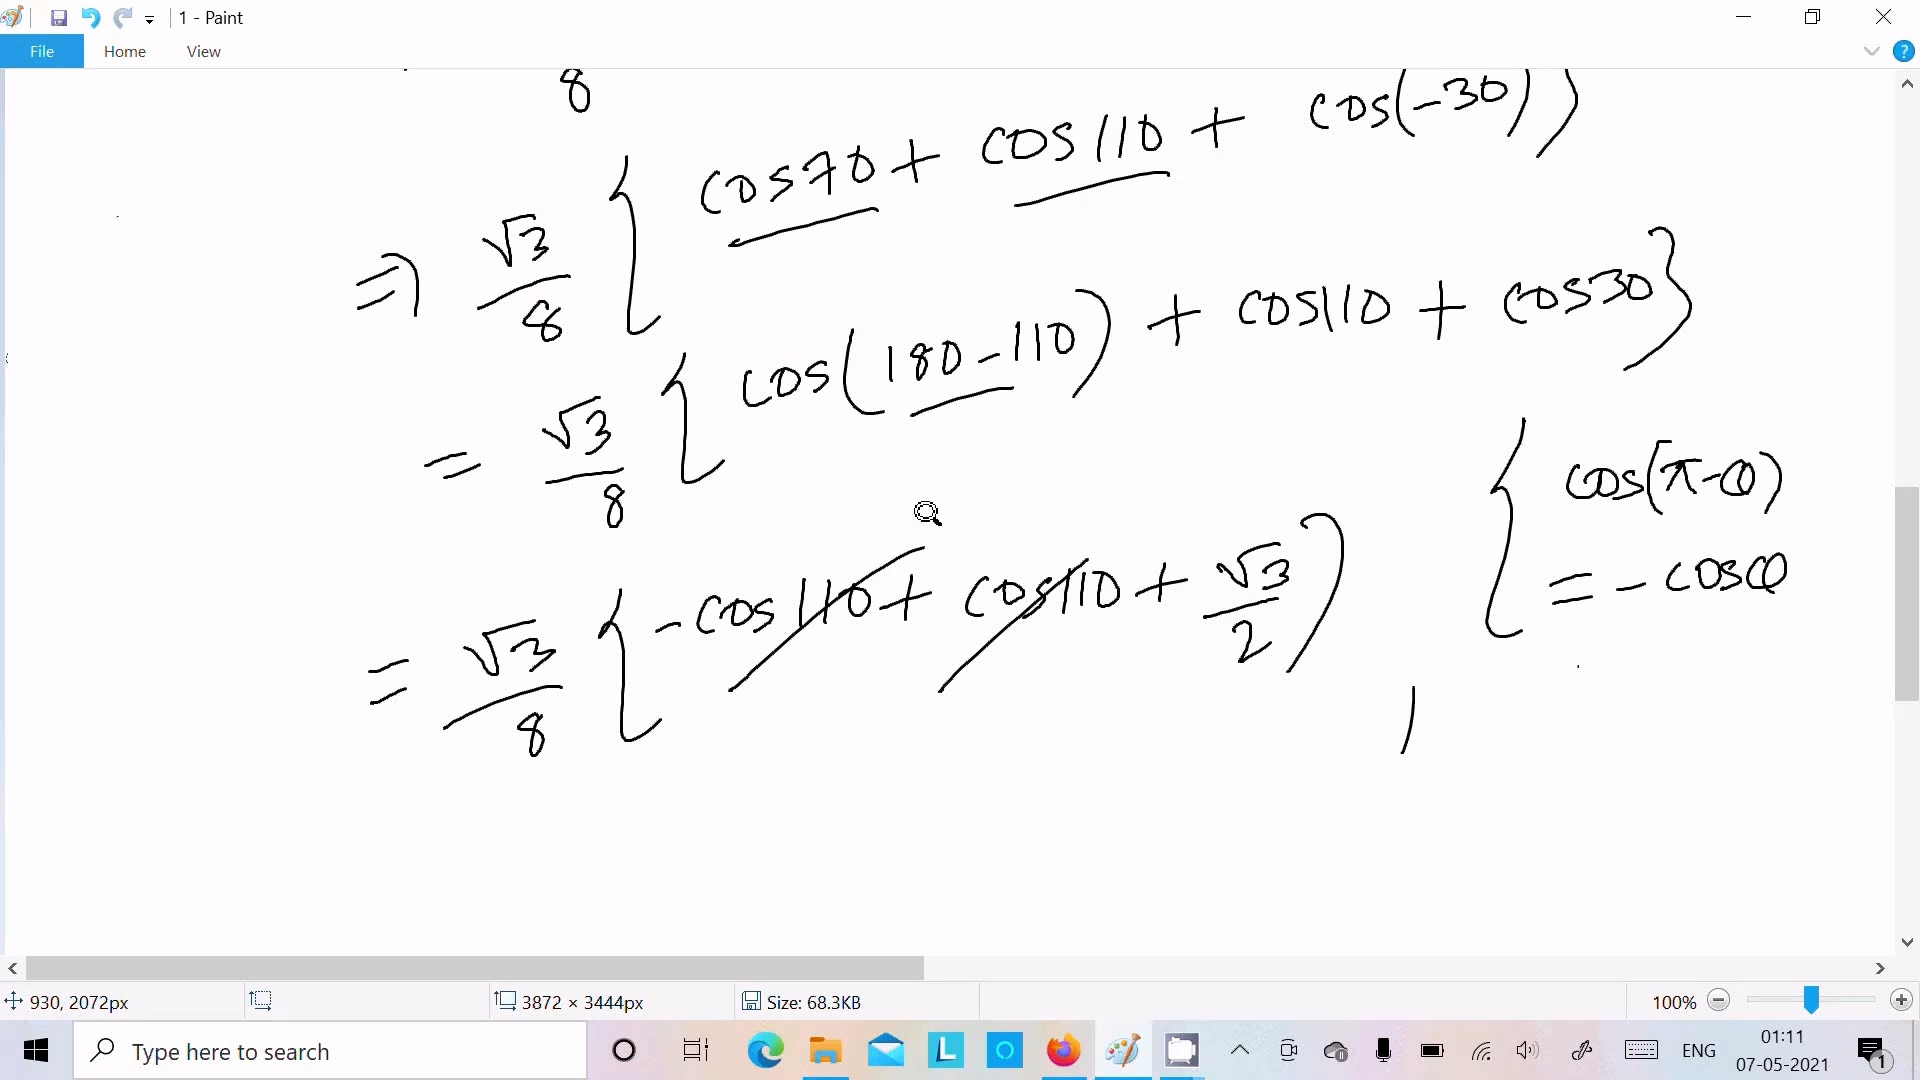 1 - Paint
File Home View
8
⇒ √3/8 { cos70 + cos110 + cos(-30) )
= √3/8 { cos(180-110) + cos110 + cos30 }
{ cos(π-θ)
= -cosθ
= √3/8 { -cos110 + cos110 + √3/2 )
930, 2072px 3872 × 3444px Size: 68.3KB 100%
Type here to search
ENG
01:11
07-05-2021
1